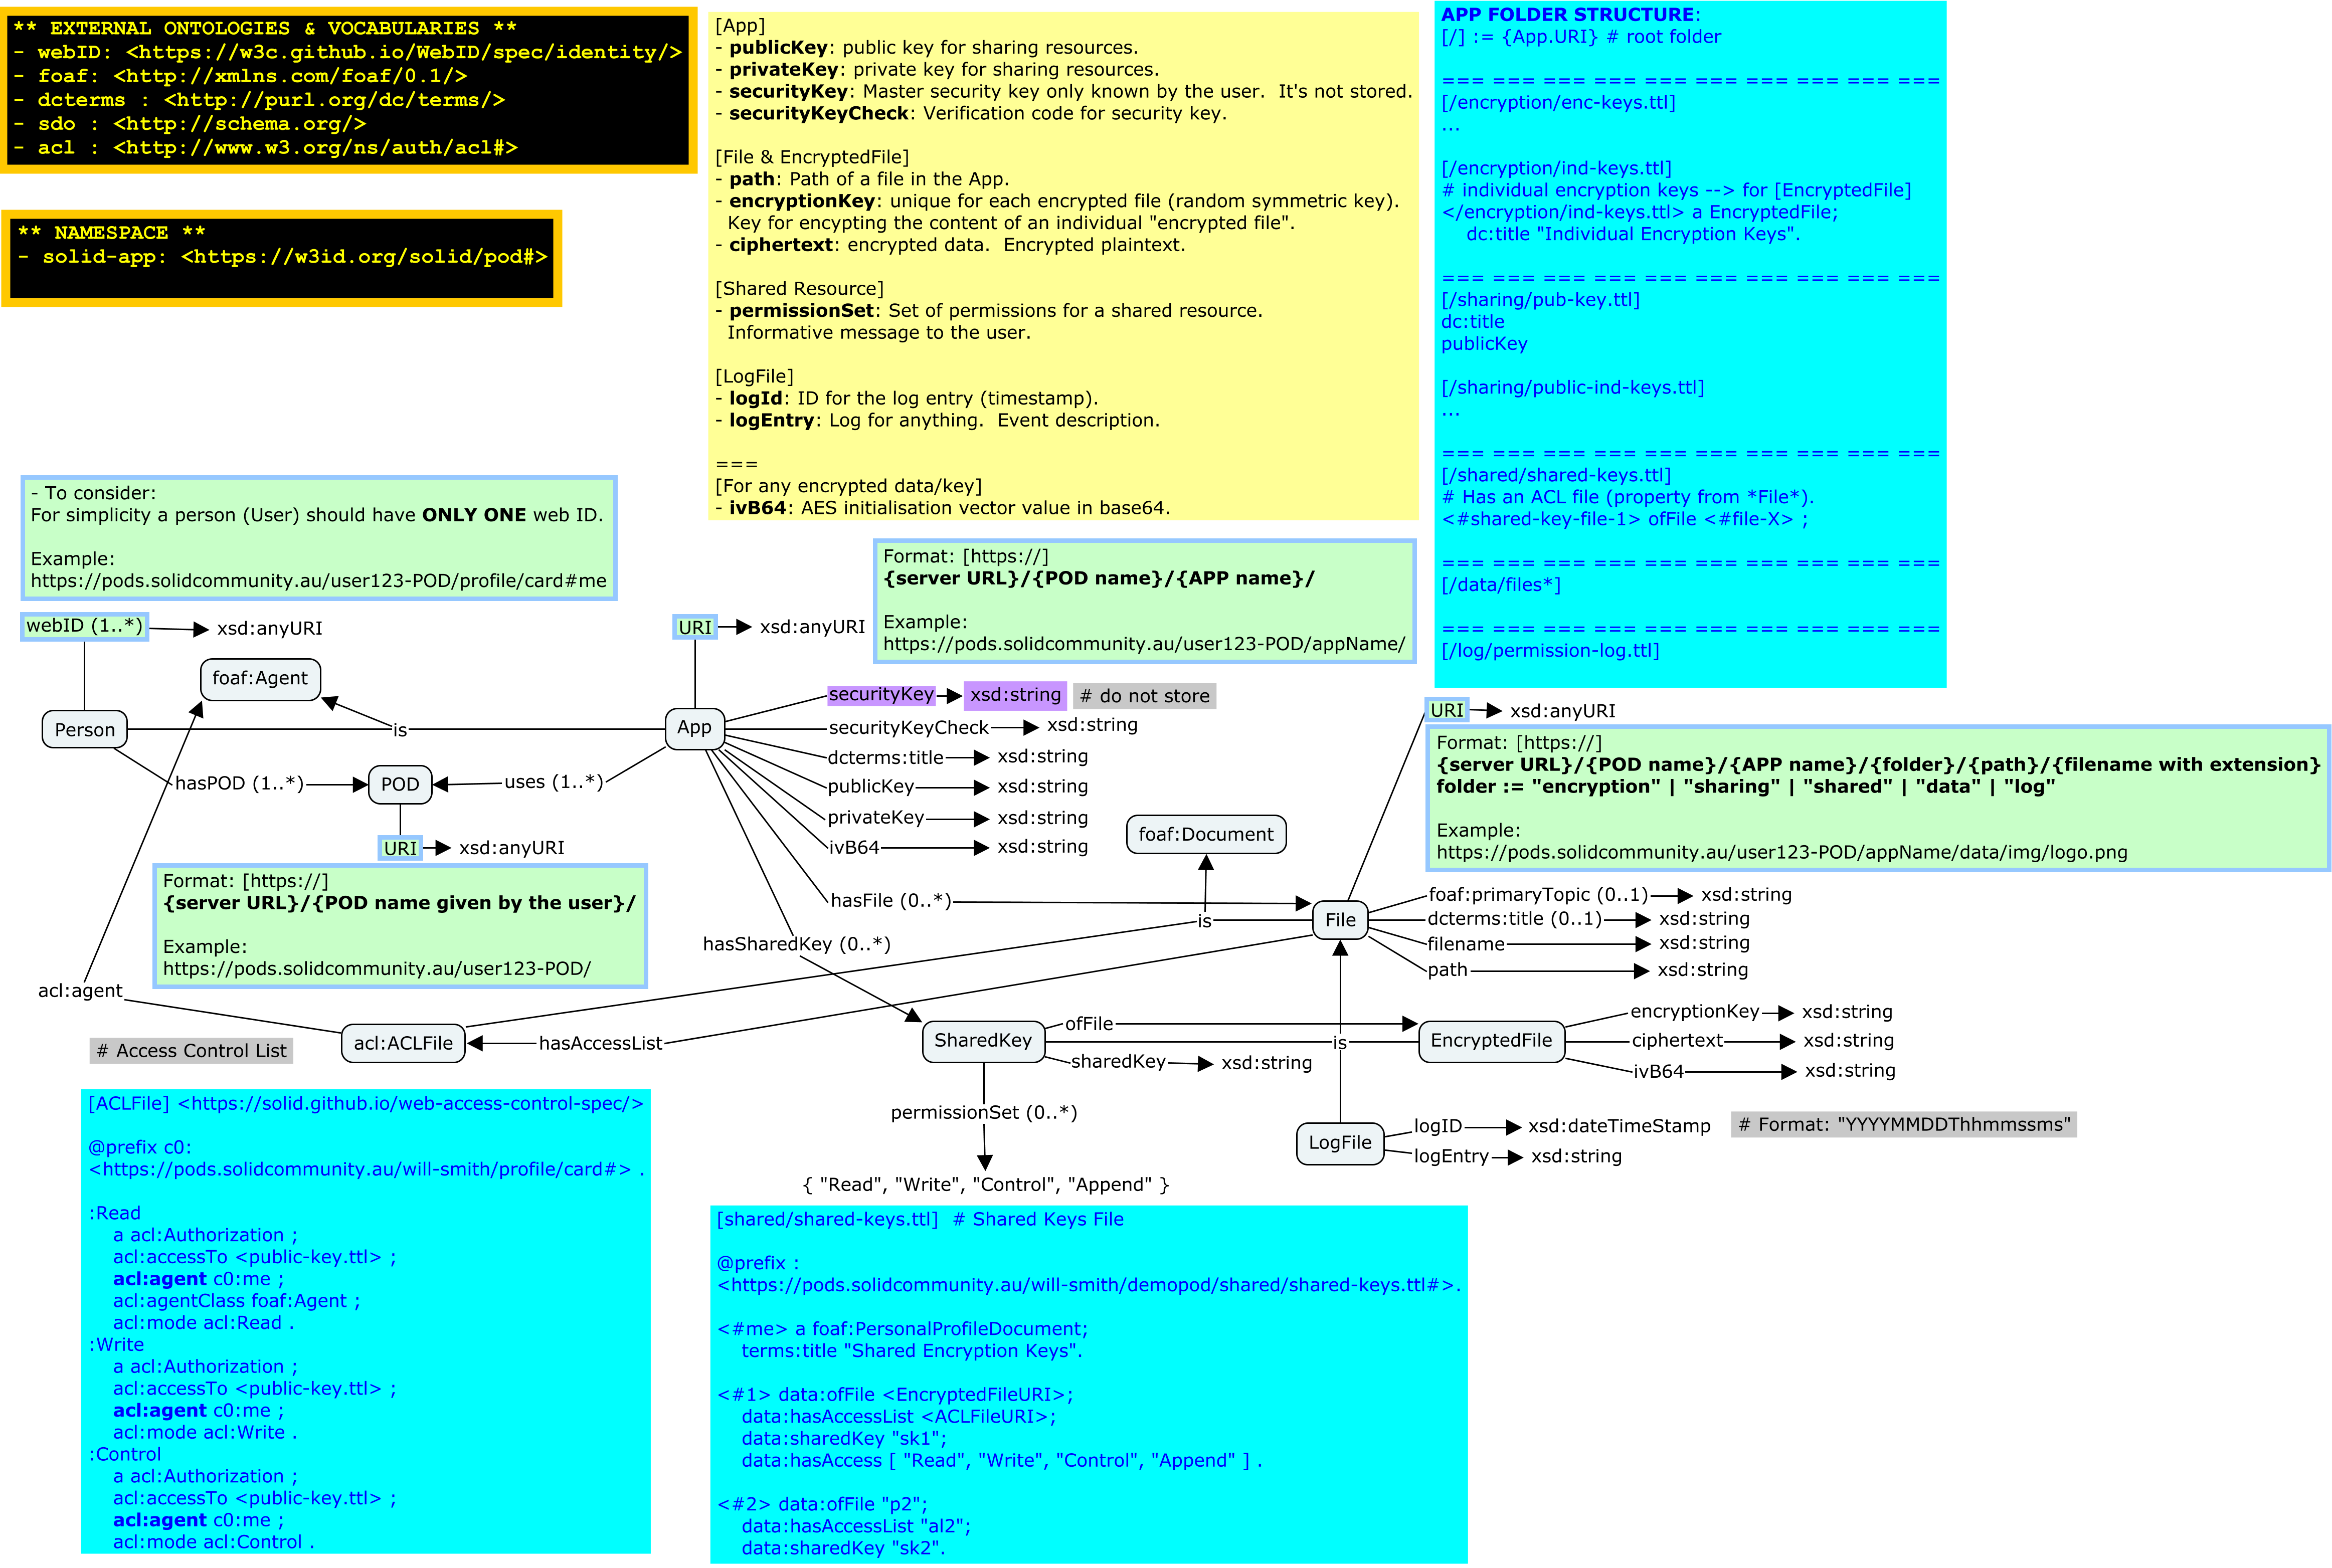 ** EXTERNAL ONTOLOGIES & VOCABULARIES **
- webID: <https://w3c.github.io/WebID/spec/identity/>
- foaf: <http://xmlns.com/foaf/0.1/>
- dcterms : <http://purl.org/dc/terms/>
- sdo : <http://schema.org/>
- acl : <http://www.w3.org/ns/auth/acl#>
** NAMESPACE **
- solid-app: <https://w3id.org/solid/pod#>
[App]
- publicKey: public key for sharing resources.
- privateKey: private key for sharing resources.
- securityKey: Master security key only known by the user.  It's not stored.
- securityKeyCheck: Verification code for security key.
[File & EncryptedFile]
- path: Path of a file in the App.
- encryptionKey: unique for each encrypted file (random symmetric key).
Key for encypting the content of an individual "encrypted file".
- ciphertext: encrypted data.  Encrypted plaintext.
[Shared Resource]
- permissionSet: Set of permissions for a shared resource.
Informative message to the user.
[LogFile]
- logId: ID for the log entry (timestamp).
- logEntry: Log for anything.  Event description.
===
[For any encrypted data/key]
- ivB64: AES initialisation vector value in base64.
APP FOLDER STRUCTURE:
[/] := {App.URI} # root folder
=== === === === === === === === === ===
[/encryption/enc-keys.ttl]
...
[/encryption/ind-keys.ttl]
# individual encryption keys --> for [EncryptedFile]
</encryption/ind-keys.ttl> a EncryptedFile;
dc:title "Individual Encryption Keys".
=== === === === === === === === === ===
[/sharing/pub-key.ttl]
dc:title
publicKey
[/sharing/public-ind-keys.ttl]
...
=== === === === === === === === === ===
[/shared/shared-keys.ttl]
# Has an ACL file (property from *File*).
<#shared-key-file-1> ofFile <#file-X> ;
=== === === === === === === === === ===
[/data/files*]
=== === === === === === === === === ===
[/log/permission-log.ttl]
- To consider:
For simplicity a person (User) should have ONLY ONE web ID.
Example:
https://pods.solidcommunity.au/user123-POD/profile/card#me
Format: [https://]
{server URL}/{POD name}/{APP name}/
Example:
https://pods.solidcommunity.au/user123-POD/appName/
webID (1..*)
xsd:anyURI
URI
xsd:anyURI
foaf:Agent
Person
is
App
securityKey
xsd:string
# do not store
securityKeyCheck
xsd:string
dcterms:title
xsd:string
publicKey
xsd:string
privateKey
xsd:string
ivB64
xsd:string
hasPOD (1..*)
POD
uses (1..*)
URI
xsd:anyURI
Format: [https://]
{server URL}/{POD name given by the user}/
Example:
https://pods.solidcommunity.au/user123-POD/
URI
xsd:anyURI
Format: [https://]
{server URL}/{POD name}/{APP name}/{folder}/{path}/{filename with extension}
folder := "encryption" | "sharing" | "shared" | "data" | "log"
Example:
https://pods.solidcommunity.au/user123-POD/appName/data/img/logo.png
foaf:Document
hasFile (0..*)
is
File
foaf:primaryTopic (0..1)
xsd:string
dcterms:title (0..1)
xsd:string
filename
xsd:string
path
xsd:string
hasSharedKey (0..*)
acl:agent
# Access Control List
acl:ACLFile
hasAccessList
SharedKey
ofFile
is
sharedKey
xsd:string
EncryptedFile
encryptionKey
xsd:string
ciphertext
xsd:string
ivB64
xsd:string
permissionSet (0..*)
{ "Read", "Write", "Control", "Append" }
LogFile
logID
xsd:dateTimeStamp
# Format: "YYYYMMDDThhmmssms"
logEntry
xsd:string
[ACLFile] <https://solid.github.io/web-access-control-spec/>
@prefix c0:
<https://pods.solidcommunity.au/will-smith/profile/card#> .
:Read
a acl:Authorization ;
acl:accessTo <public-key.ttl> ;
acl:agent c0:me ;
acl:agentClass foaf:Agent ;
acl:mode acl:Read .
:Write
a acl:Authorization ;
acl:accessTo <public-key.ttl> ;
acl:agent c0:me ;
acl:mode acl:Write .
:Control
a acl:Authorization ;
acl:accessTo <public-key.ttl> ;
acl:agent c0:me ;
acl:mode acl:Control .
[shared/shared-keys.ttl]  # Shared Keys File
@prefix :
<https://pods.solidcommunity.au/will-smith/demopod/shared/shared-keys.ttl#>.
<#me> a foaf:PersonalProfileDocument;
terms:title "Shared Encryption Keys".
<#1> data:ofFile <EncryptedFileURI>;
data:hasAccessList <ACLFileURI>;
data:sharedKey "sk1";
data:hasAccess [ "Read", "Write", "Control", "Append" ] .
<#2> data:ofFile "p2";
data:hasAccessList "al2";
data:sharedKey "sk2".